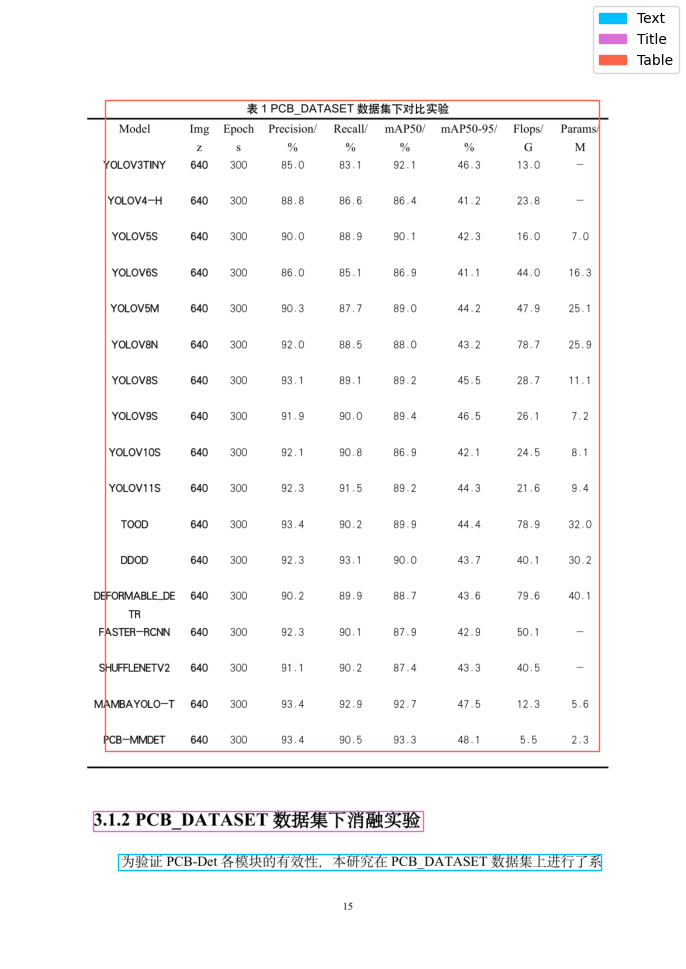 Text
Title
Table
表 1 PCB_DATASET 数据集下对比实验
Model Img Epoch Precision/ Recall/ mAP50/ mAP50-95/ Flops/ Params/
z s % % % % G M
YOLOV3TINY 640 300 85.0 83.1 92.1 46.3 13.0 —
YOLOV4—H 640 300 88.8 86.6 86.4 41.2 23.8 —
YOLOV5S 640 300 90.0 88.9 90.1 42.3 16.0 7.0
YOLOV6S 640 300 86.0 85.1 86.9 41.1 44.0 16.3
YOLOV5M 640 300 90.3 87.7 89.0 44.2 47.9 25.1
YOLOV8N 640 300 92.0 88.5 88.0 43.2 78.7 25.9
YOLOV8S 640 300 93.1 89.1 89.2 45.5 28.7 11.1
YOLOV9S 640 300 91.9 90.0 89.4 46.5 26.1 7.2
YOLOV10S 640 300 92.1 90.8 86.9 42.1 24.5 8.1
YOLOV11S 640 300 92.3 91.5 89.2 44.3 21.6 9.4
TOOD 640 300 93.4 90.2 89.9 44.4 78.9 32.0
DDOD 640 300 92.3 93.1 90.0 43.7 40.1 30.2
DEFORMABLE_DE 640 300 90.2 89.9 88.7 43.6 79.6 40.1
TR
FASTER—RCNN 640 300 92.3 90.1 87.9 42.9 50.1 —
SHUFFLENETV2 640 300 91.1 90.2 87.4 43.3 40.5 —
MAMBAYOLO—T 640 300 93.4 92.9 92.7 47.5 12.3 5.6
PCB—MMDET 640 300 93.4 90.5 93.3 48.1 5.5 2.3
3.1.2 PCB_DATASET 数据集下消融实验
为验证 PCB-Det 各模块的有效性，本研究在 PCB_DATASET 数据集上进行了系
15